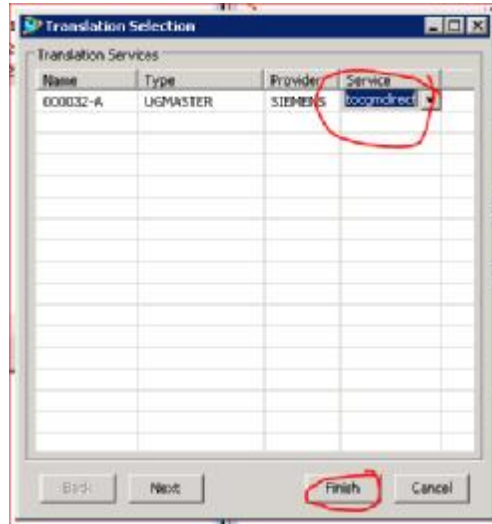 Translation Selection
Translation Services
Name Type Provider Service
000032-A UGMASTER SIEMENS tocgmdirect
Back Next Finish Cancel